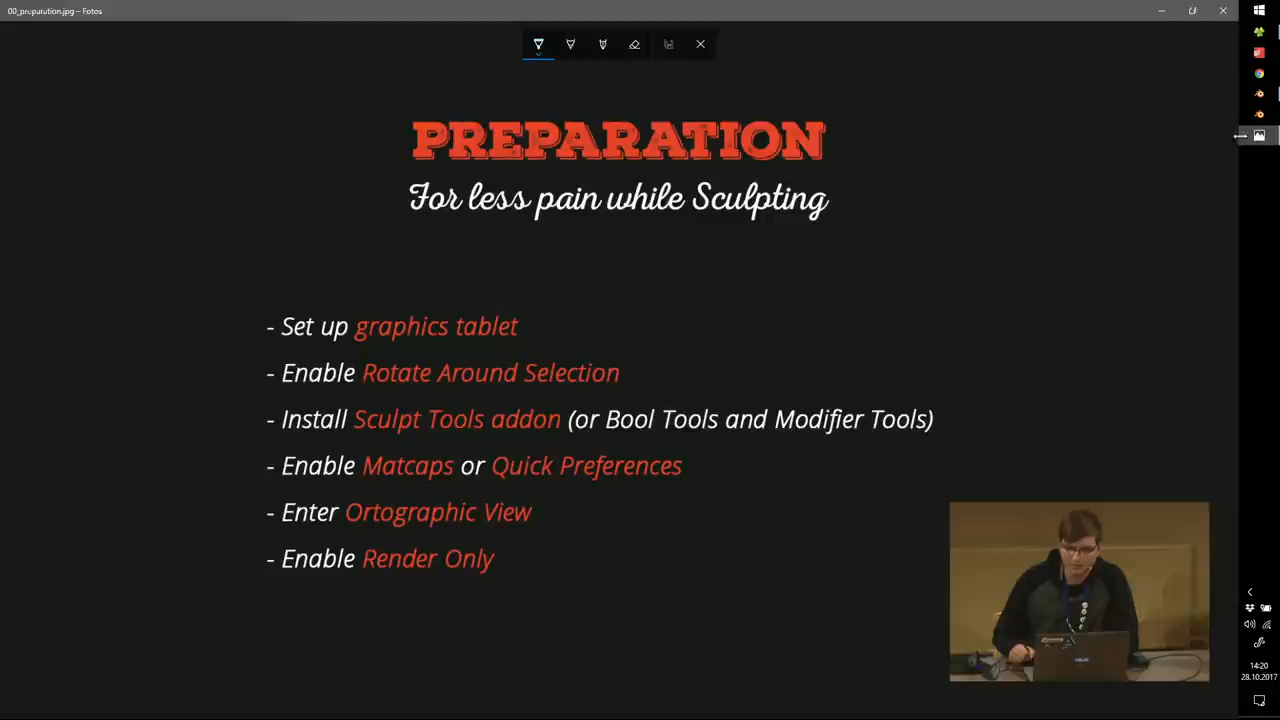 00_preparation.jpg – Fotos
PREPARATION
For less pain while Sculpting
- Set up graphics tablet
- Enable Rotate Around Selection
- Install Sculpt Tools addon (or Bool Tools and Modifier Tools)
- Enable Matcaps or Quick Preferences
- Enter Ortographic View
- Enable Render Only
ASUS
14:20
28.10.2017